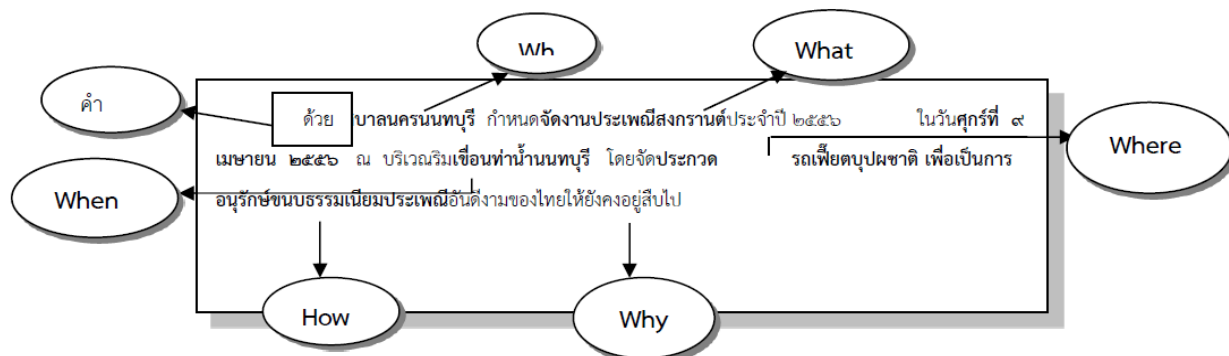 Wh
What
คำ
ด้วย บาลนครนนทบุรี กำหนดจัดงานประเพณีสงกรานต์ประจำปี ๒๕๕๖ ในวันศุกร์ที่ ๙
Where
เมษายน ๒๕๕๖ ณ บริเวณริมเขื่อนท่าน้ำนนทบุรี โดยจัดประกวด รถเฟี๊ยตบุปผชาติ เพื่อเป็นการ
When
อนุรักษ์ขนบธรรมเนียมประเพณีอันดีงามของไทยให้ยังคงอยู่สืบไป
How
Why